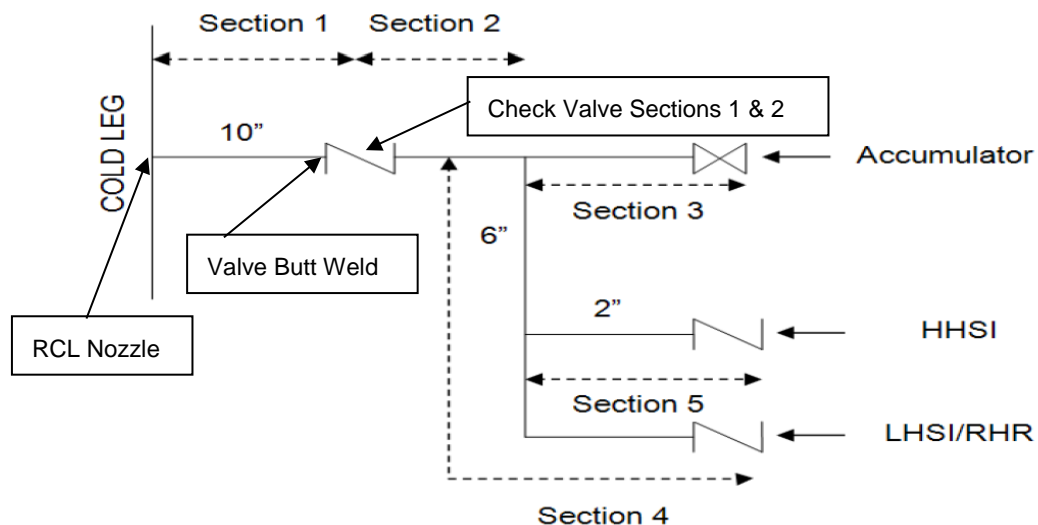 Section 1
Section 2
Check Valve Sections 1 & 2
COLD LEG
10”
Accumulator
Section 3
6”
Valve Butt Weld
2”
HHSI
RCL Nozzle
Section 5
LHSI/RHR
Section 4